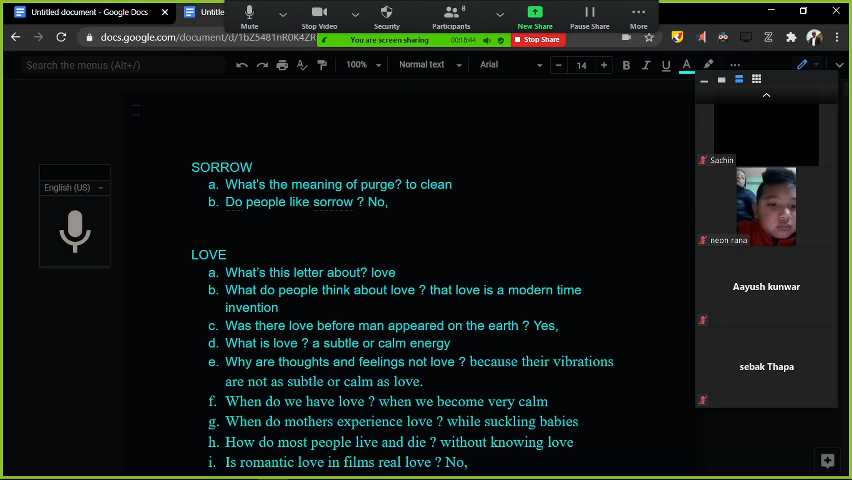 Untitled document - Google Docs
Untitled
Mute
Stop Video
Security
Participants
8
New Share
Pause Share
More
docs.google.com/document/d/1bZ5481nR0K4ZR
You are screen sharing
00:18:44
Stop Share
Search the menus (Alt+/)
100%
Normal text
Arial
14
B I U A
English (US)
SORROW
a. What's the meaning of purge? to clean
b. Do people like sorrow ? No,
LOVE
a. What's this letter about? love
b. What do people think about love ? that love is a modern time
invention
c. Was there love before man appeared on the earth ? Yes,
d. What is love ? a subtle or calm energy
e. Why are thoughts and feelings not love ? because their vibrations
are not as subtle or calm as love.
f. When do we have love ? when we become very calm
g. When do mothers experience love ? while suckling babies
h. How do most people live and die ? without knowing love
i. Is romantic love in films real love ? No,
Sachin
neon rana
Aayush kunwar
sebak Thapa